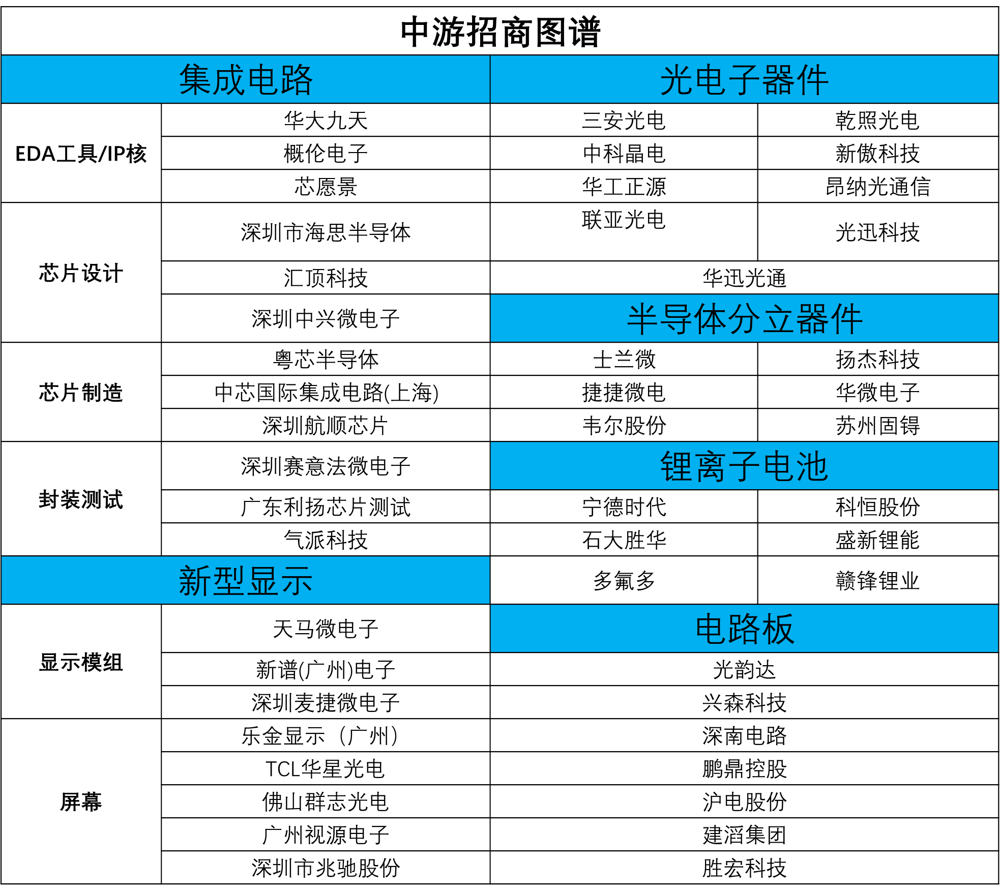 中游招商图谱
集成电路 光电子器件
EDA工具/IP核 华大九天 三安光电 乾照光电
概伦电子 中科晶电 新傲科技
芯愿景 华工正源 昂纳光通信
芯片设计 深圳市海思半导体 联亚光电 光迅科技
汇顶科技 华迅光通
深圳中兴微电子 半导体分立器件
芯片制造 粤芯半导体 士兰微 扬杰科技
中芯国际集成电路(上海) 捷捷微电 华微电子
深圳航顺芯片 韦尔股份 苏州固锝
封装测试 深圳赛意法微电子 锂离子电池
广东利扬芯片测试 宁德时代 科恒股份
气派科技 石大胜华 盛新锂能
新型显示 多氟多 赣锋锂业
显示模组 天马微电子 电路板
新谱(广州)电子 光韵达
深圳麦捷微电子 兴森科技
屏幕 乐金显示（广州） 深南电路
TCL华星光电 鹏鼎控股
佛山群志光电 沪电股份
广州视源电子 建滔集团
深圳市兆驰股份 胜宏科技